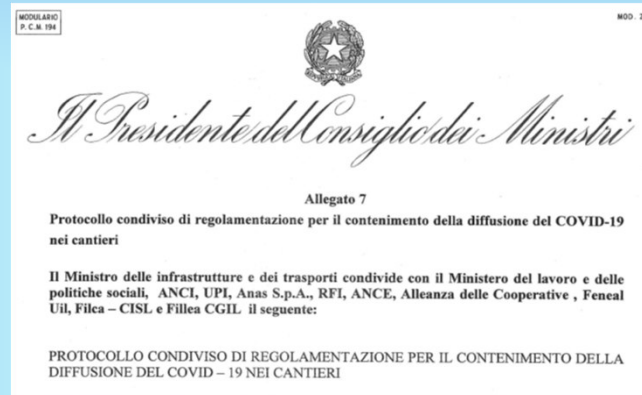 MODULARIO
P. C. M. 194
MOD. 2
Il Presidente del Consiglio dei Ministri
Allegato 7
Protocollo condiviso di regolamentazione per il contenimento della diffusione del COVID-19
nei cantieri
Il Ministro delle infrastrutture e dei trasporti condivide con il Ministero del lavoro e delle
politiche sociali, ANCI, UPI, Anas S.p.A., RFI, ANCE, Alleanza delle Cooperative , Feneal
Uil, Filca – CISL e Fillea CGIL il seguente:
PROTOCOLLO CONDIVISO DI REGOLAMENTAZIONE PER IL CONTENIMENTO DELLA
DIFFUSIONE DEL COVID – 19 NEI CANTIERI